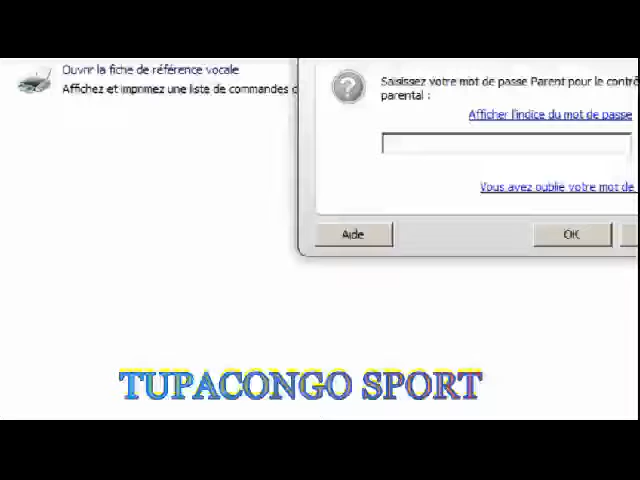 Ouvrir la fiche de référence vocale
Affichez et imprimez une liste de commandes
Saisissez votre mot de passe Parent pour le contrô
parental :
Afficher l'indice du mot de passe
Vous avez oublié votre mot de
Aide
OK
TUPACONGO SPORT